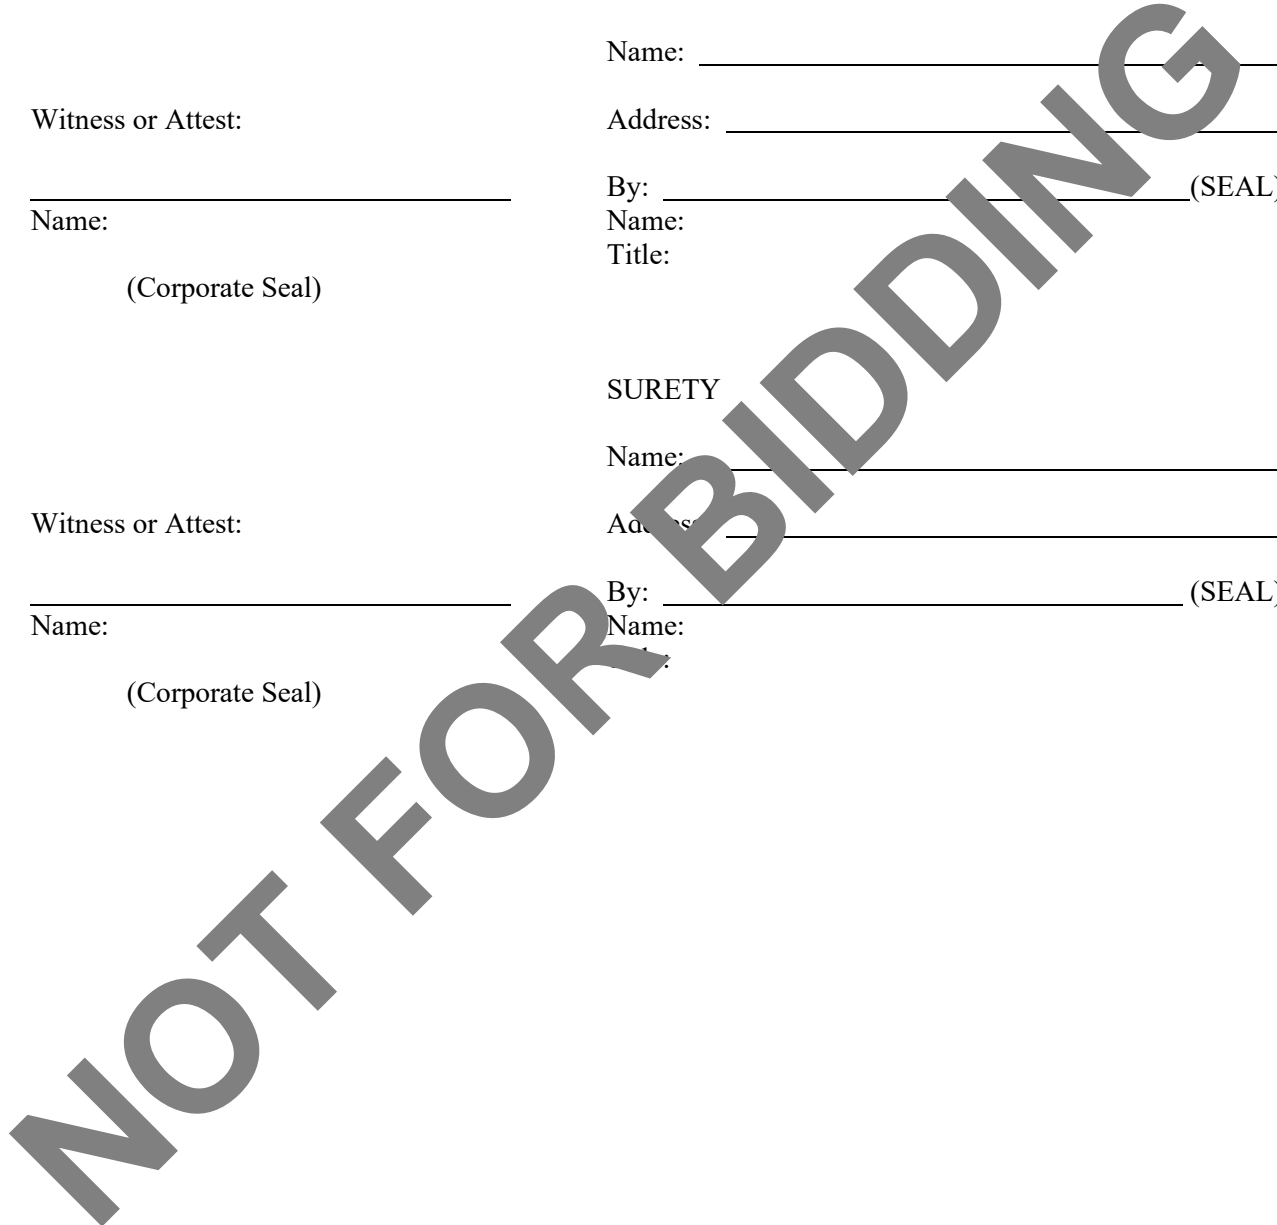 Name:
Witness or Attest: Address:
By: (SEAL)
Name: Name:
Title:
(Corporate Seal)
SURETY
Name:
Witness or Attest:
By: (SEAL)
Name: Name:
(Corporate Seal)
NOT FOR BIDDING